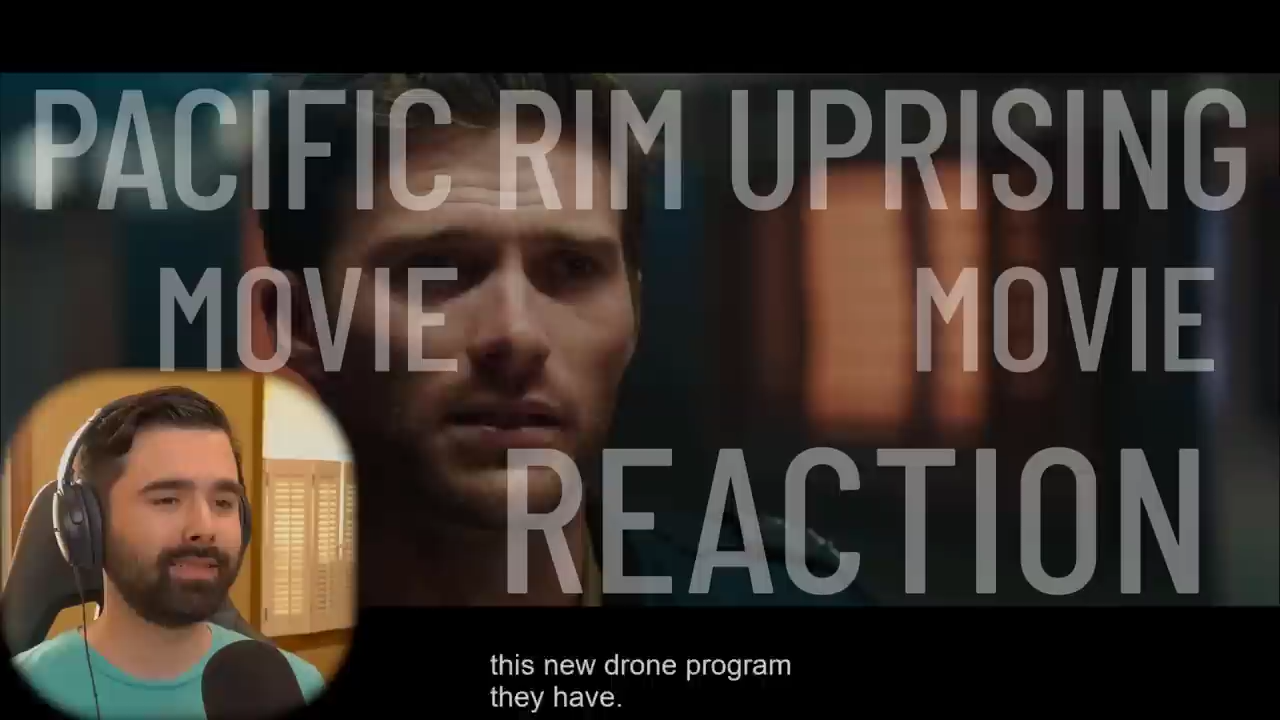 PACIFIC RIM UPRISING
MOVIE MOVIE
REACTION
this new drone program
they have.